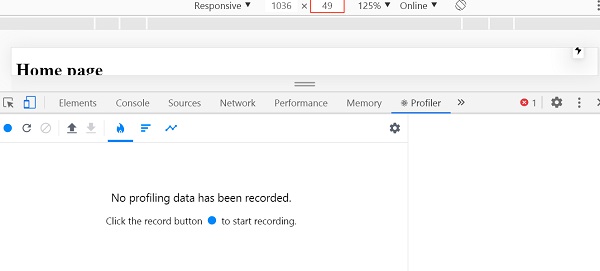 Responsive ▼ 1036 × 49 125% ▼ Online ▼
Home page
Elements Console Sources Network Performance Memory ⚛ Profiler » 1
No profiling data has been recorded.
Click the record button to start recording.